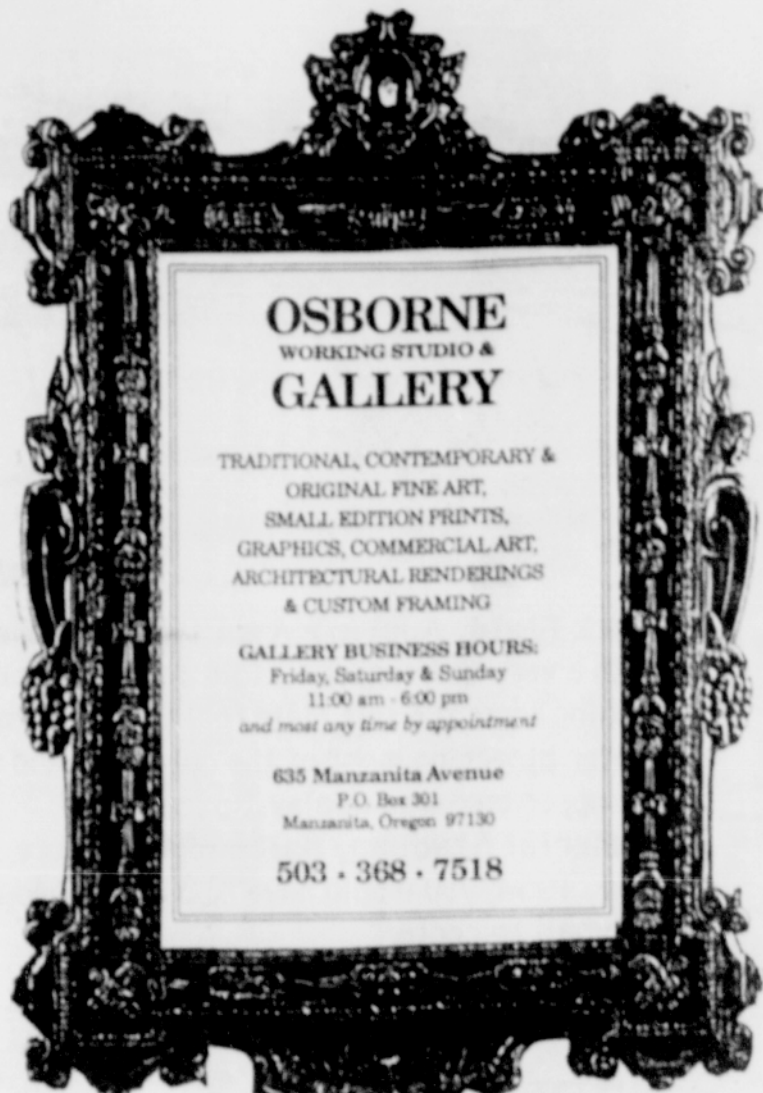 OSBORNE
WORKING STUDIO &
GALLERY
TRADITIONAL, CONTEMPORARY &
ORIGINAL FINE ART,
SMALL EDITION PRINTS,
GRAPHICS, COMMERCIAL ART,
ARCHITECTURAL RENDERINGS
& CUSTOM FRAMING
GALLERY BUSINESS HOURS:
Friday, Saturday & Sunday
11:00 am - 6:00 pm
and most any time by appointment
635 Manzanita Avenue
P.O. Box 301
Manzanita, Oregon 97130
503 • 368 • 7518